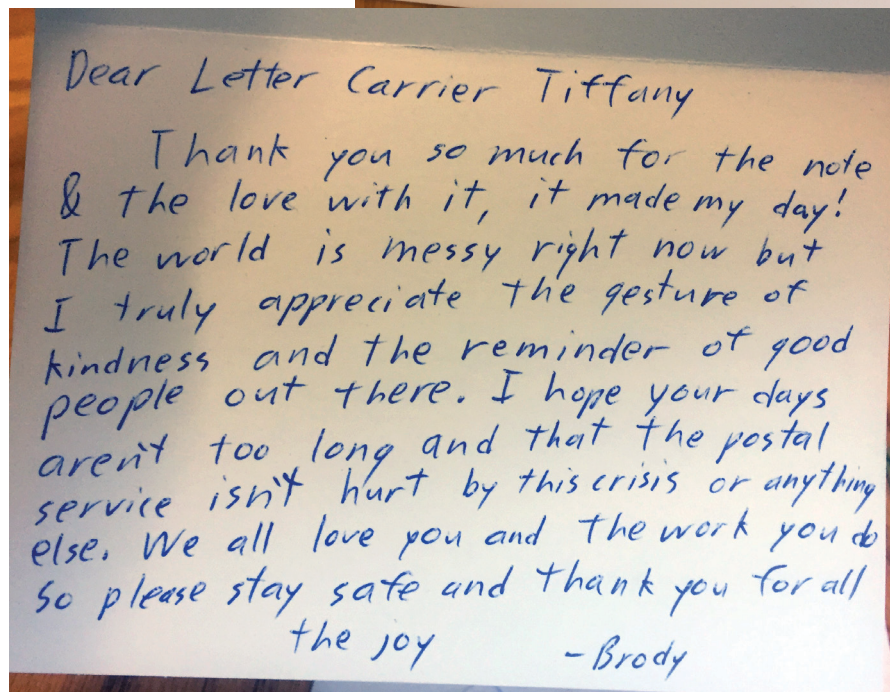 Dear Letter Carrier Tiffany
Thank you so much for the note
& the love with it, it made my day!
The world is messy right now but
I truly appreciate the gesture of
kindness and the reminder of good
people out there. I hope your days
aren't too long and that the postal
service isn't hurt by this crisis or anything
else. We all love you and the work you do
So please stay safe and thank you for all
the joy
-Brody